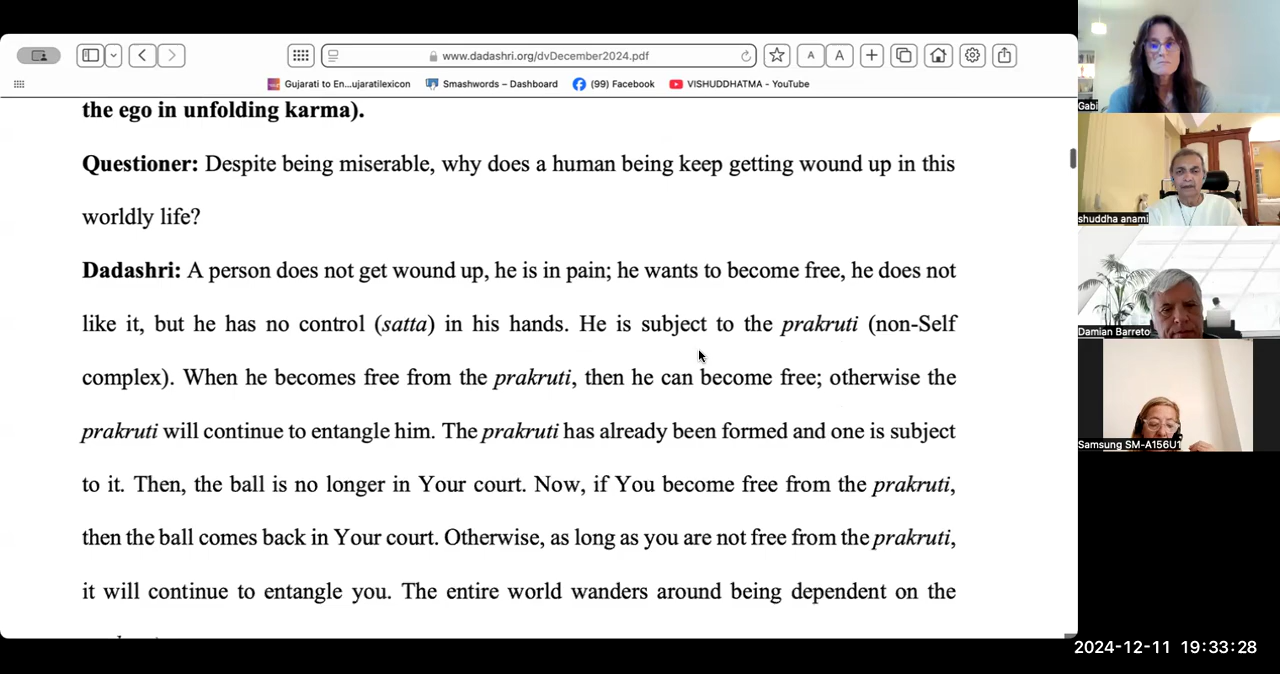 www.dadashri.org/dvDecember2024.pdf
A A
Gujarati to En...ujaratilexicon Smashwords – Dashboard (99) Facebook VISHUDDHATMA - YouTube
the ego in unfolding karma).
Questioner: Despite being miserable, why does a human being keep getting wound up in this
worldly life?
Dadashri: A person does not get wound up, he is in pain; he wants to become free, he does not
like it, but he has no control (satta) in his hands. He is subject to the prakruti (non-Self
complex). When he becomes free from the prakruti, then he can become free; otherwise the
prakruti will continue to entangle him. The prakruti has already been formed and one is subject
to it. Then, the ball is no longer in Your court. Now, if You become free from the prakruti,
then the ball comes back in Your court. Otherwise, as long as you are not free from the prakruti,
it will continue to entangle you. The entire world wanders around being dependent on the
Gabi
shuddha anami
Damian Barreto
Samsung SM-A156U1
2024-12-11 19:33:28